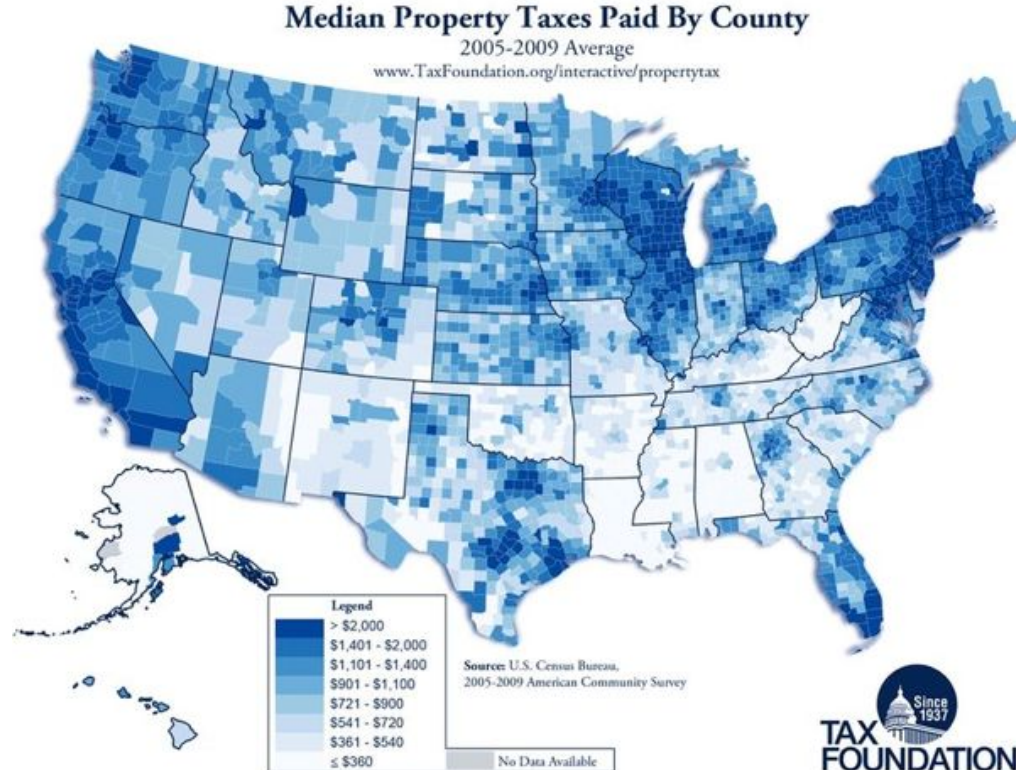 Median Property Taxes Paid By County
2005-2009 Average
www.TaxFoundation.org/interactive/propertytax
Legend
> $2,000
$1,401 - $2,000
$1,101 - $1,400
$901 - $1,100
$721 - $900
$541 - $720
$361 - $540
≤ $360
No Data Available
Source: U.S. Census Bureau,
2005-2009 American Community Survey
Since
1937
TAX
FOUNDATION